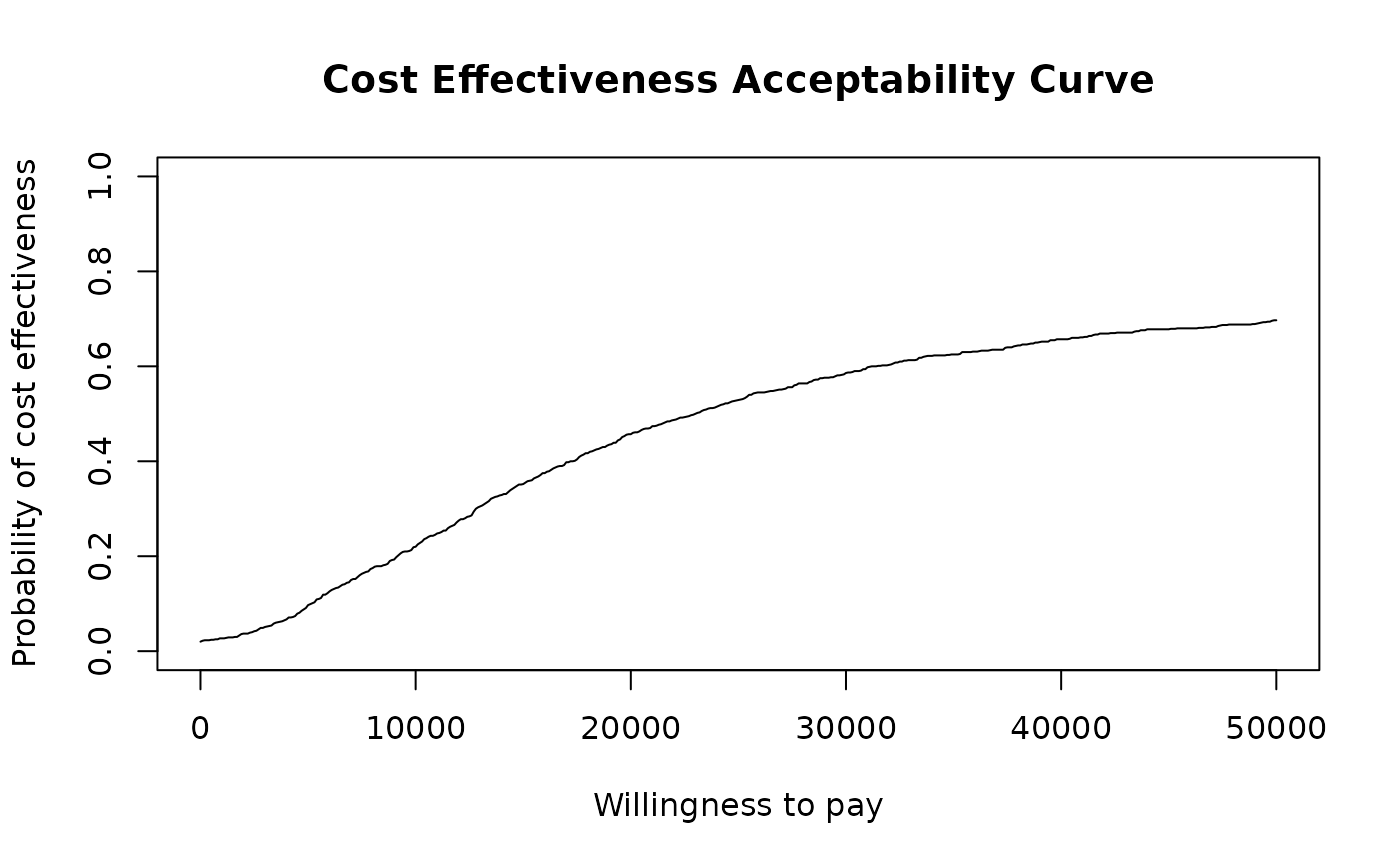 Cost Effectiveness Acceptability Curve
Probability of cost effectiveness
1.0
0.8
0.6
0.4
0.2
0.0
0 10000 20000 30000 40000 50000
Willingness to pay